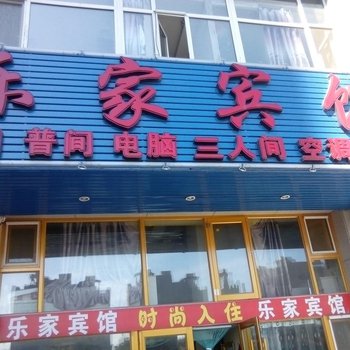 乐家宾馆
普间 电脑 三人间 空调
乐家宾馆 时尚入住 乐家宾馆